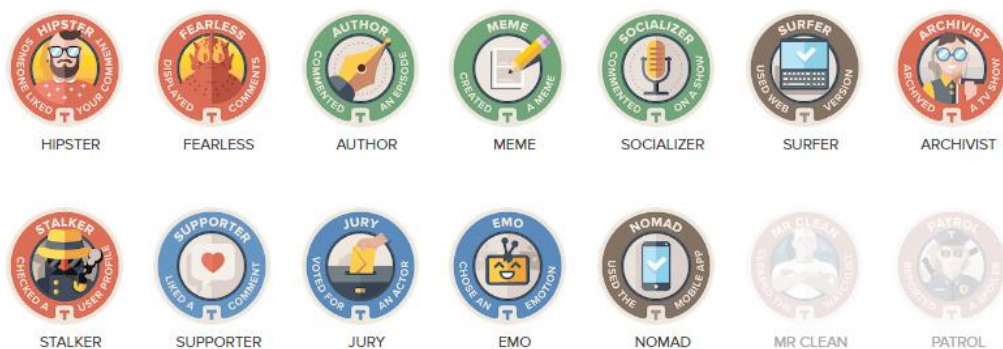 HIPSTER
SOMEONE LIKED YOUR COMMENT
T
HIPSTER
FEARLESS
DISPLAYED COMMENTS
T
FEARLESS
AUTHOR
COMMENTED AN EPISODE
T
AUTHOR
MEME
CREATED A MEME
T
MEME
SOCIALIZER
COMMENTED ON A SHOW
T
SOCIALIZER
SURFER
USED WEB VERSION
T
SURFER
ARCHIVIST
ARCHIVED A TV SHOW
T
ARCHIVIST
STALKER
CHECKED A USER PROFILE
T
STALKER
SUPPORTER
LIKED A COMMENT
T
SUPPORTER
JURY
VOTED FOR AN ACTOR
T
JURY
EMO
CHOSE AN EMOTION
T
EMO
NOMAD
USED THE MOBILE APP
T
NOMAD
MR CLEAN
WATCHLIST
T
MR CLEAN
PATROL
T
PATROL